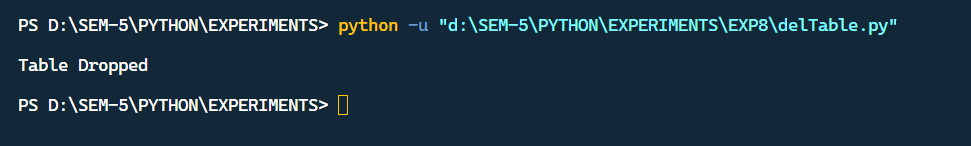 PS D:\SEM-5\PYTHON\EXPERIMENTS> python -u "d:\SEM-5\PYTHON\EXPERIMENTS\EXP8\delTable.py"
Table Dropped
PS D:\SEM-5\PYTHON\EXPERIMENTS>